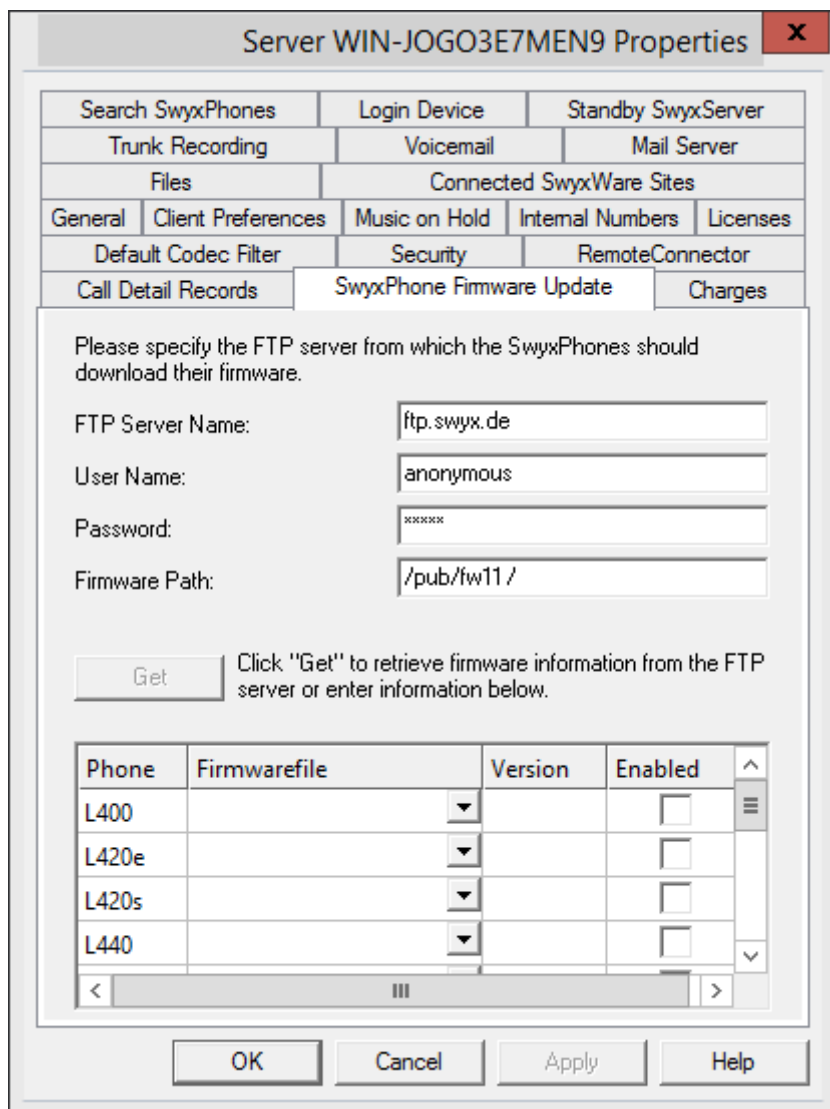 Server WIN-JOGO3E7MEN9 Properties
x
Search SwyxPhones Login Device Standby SwyxServer
Trunk Recording Voicemail Mail Server
Files Connected SwyxWare Sites
General Client Preferences Music on Hold Internal Numbers Licenses
Default Codec Filter Security RemoteConnector
Call Detail Records SwyxPhone Firmware Update Charges
Please specify the FTP server from which the SwyxPhones should
download their firmware.
FTP Server Name: ftp.swyx.de
User Name: anonymous
Password: *****
Firmware Path: /pub/fw11/
Get
Click "Get" to retrieve firmware information from the FTP
server or enter information below.
Phone Firmwarefile Version Enabled
L400
L420e
L420s
L440
OK Cancel Apply Help